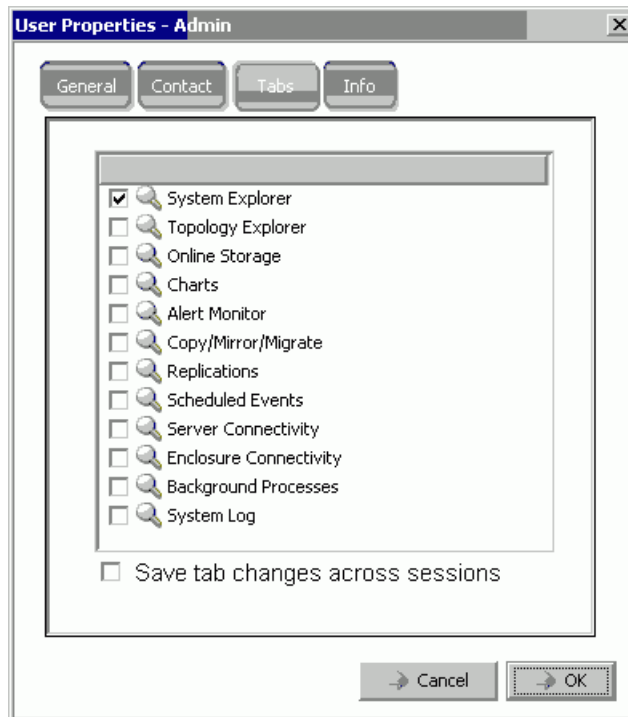 User Properties - Admin
General Contact Tabs Info
System Explorer
Topology Explorer
Online Storage
Charts
Alert Monitor
Copy/Mirror/Migrate
Replications
Scheduled Events
Server Connectivity
Enclosure Connectivity
Background Processes
System Log
Save tab changes across sessions
Cancel OK